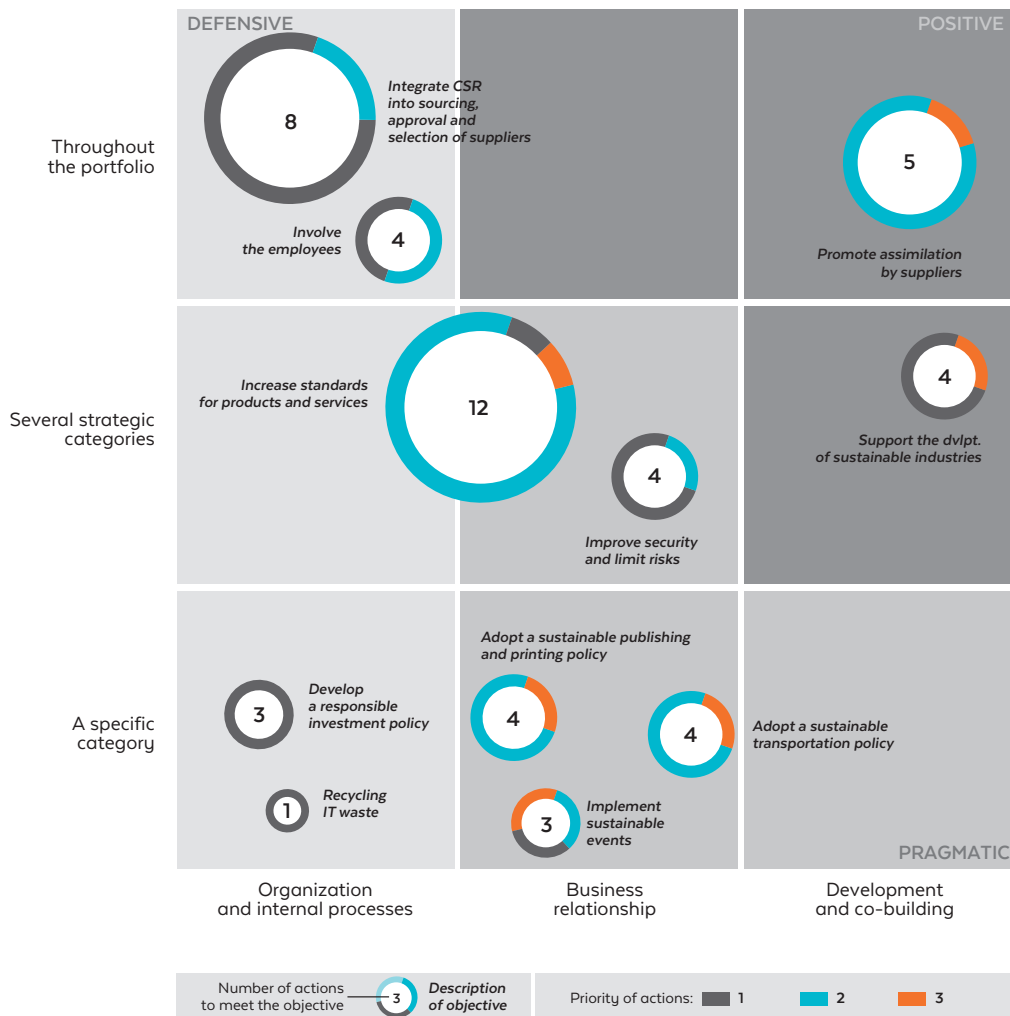 DEFENSIVE
POSITIVE
Throughout
the portfolio
8
Integrate CSR
into sourcing,
approval and
selection of suppliers
Involve
the employees
4
5
Promote assimilation
by suppliers
Several strategic
categories
Increase standards
for products and services
12
4
Improve security
and limit risks
4
Support the dvlpt.
of sustainable industries
A specific
category
3
Develop
a responsible
investment policy
1
Recycling
IT waste
Adopt a sustainable publishing
and printing policy
4
4
Adopt a sustainable
transportation policy
3
Implement
sustainable
events
PRAGMATIC
Organization
and internal processes
Business
relationship
Development
and co-building
Number of actions
to meet the objective
3
Description
of objective
Priority of actions: 1 2 3